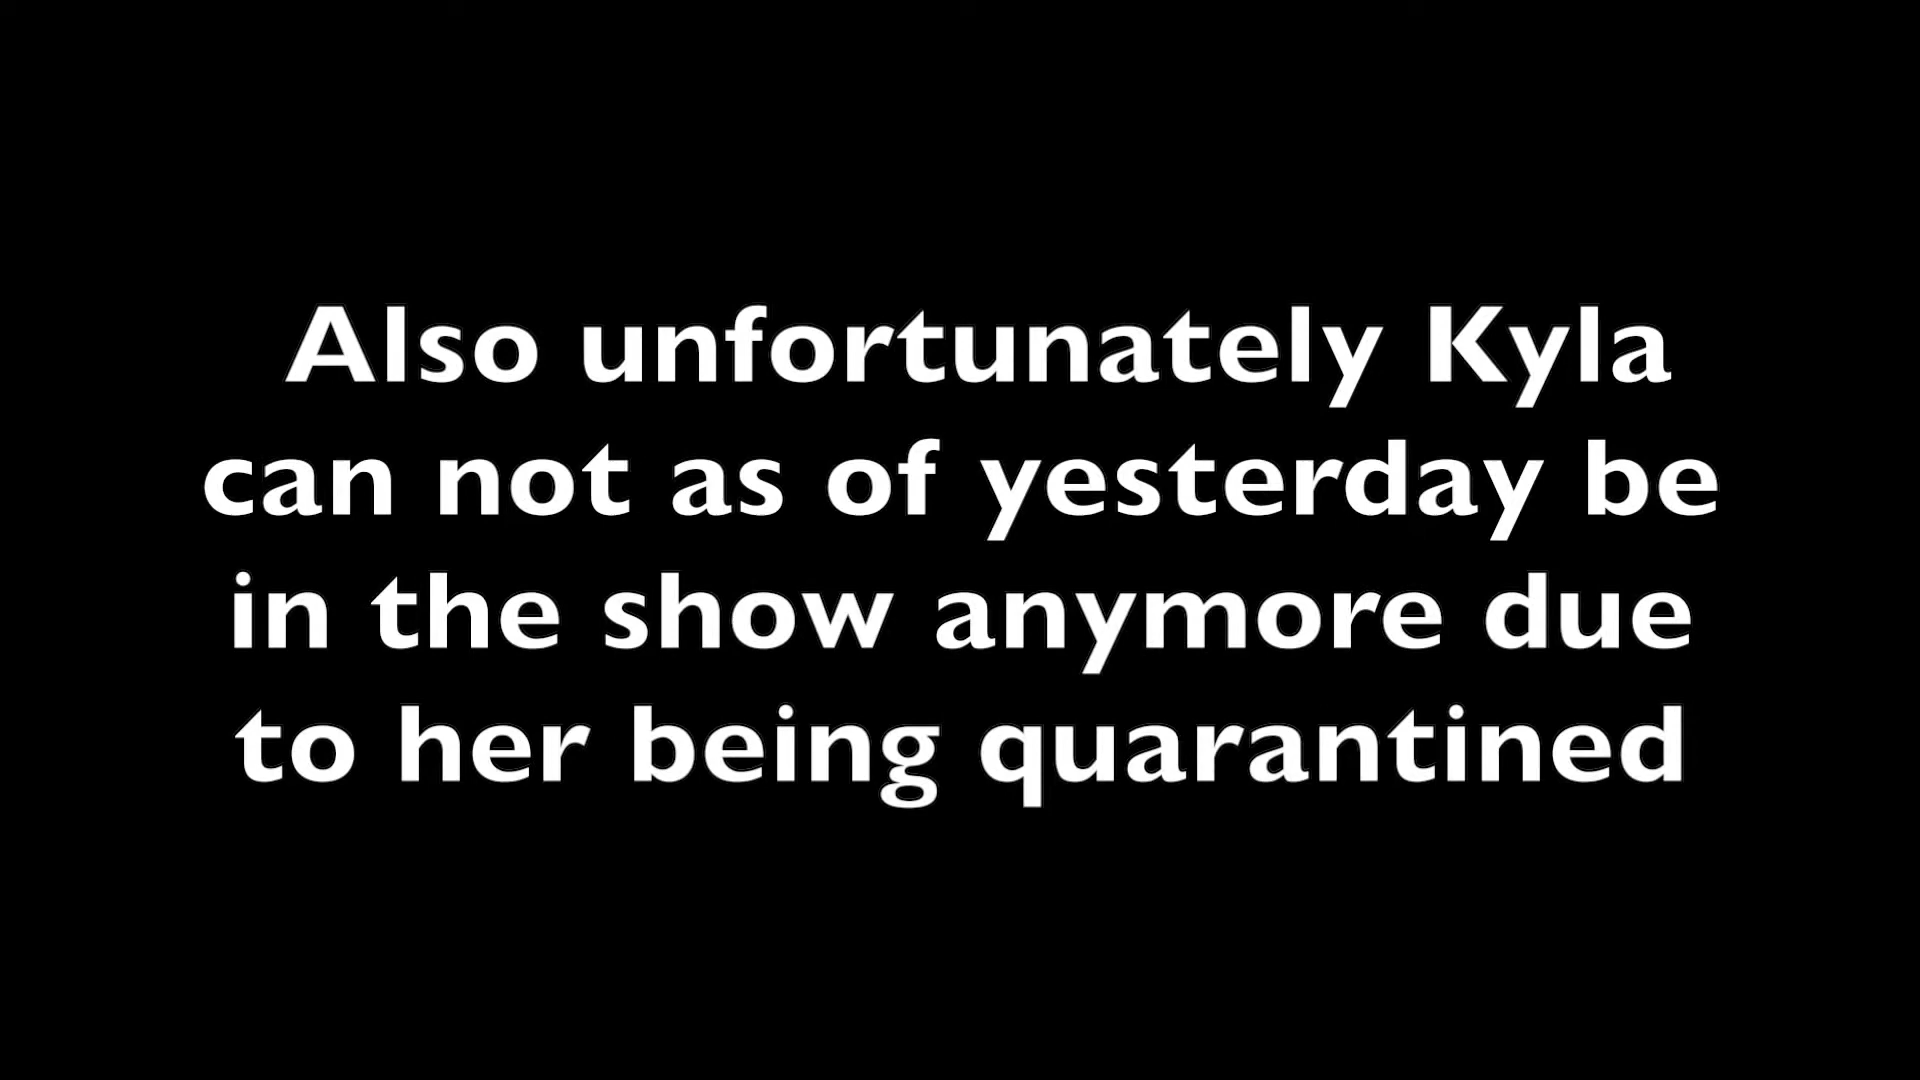 Also unfortunately Kyla
can not as of yesterday be
in the show anymore due
to her being quarantined